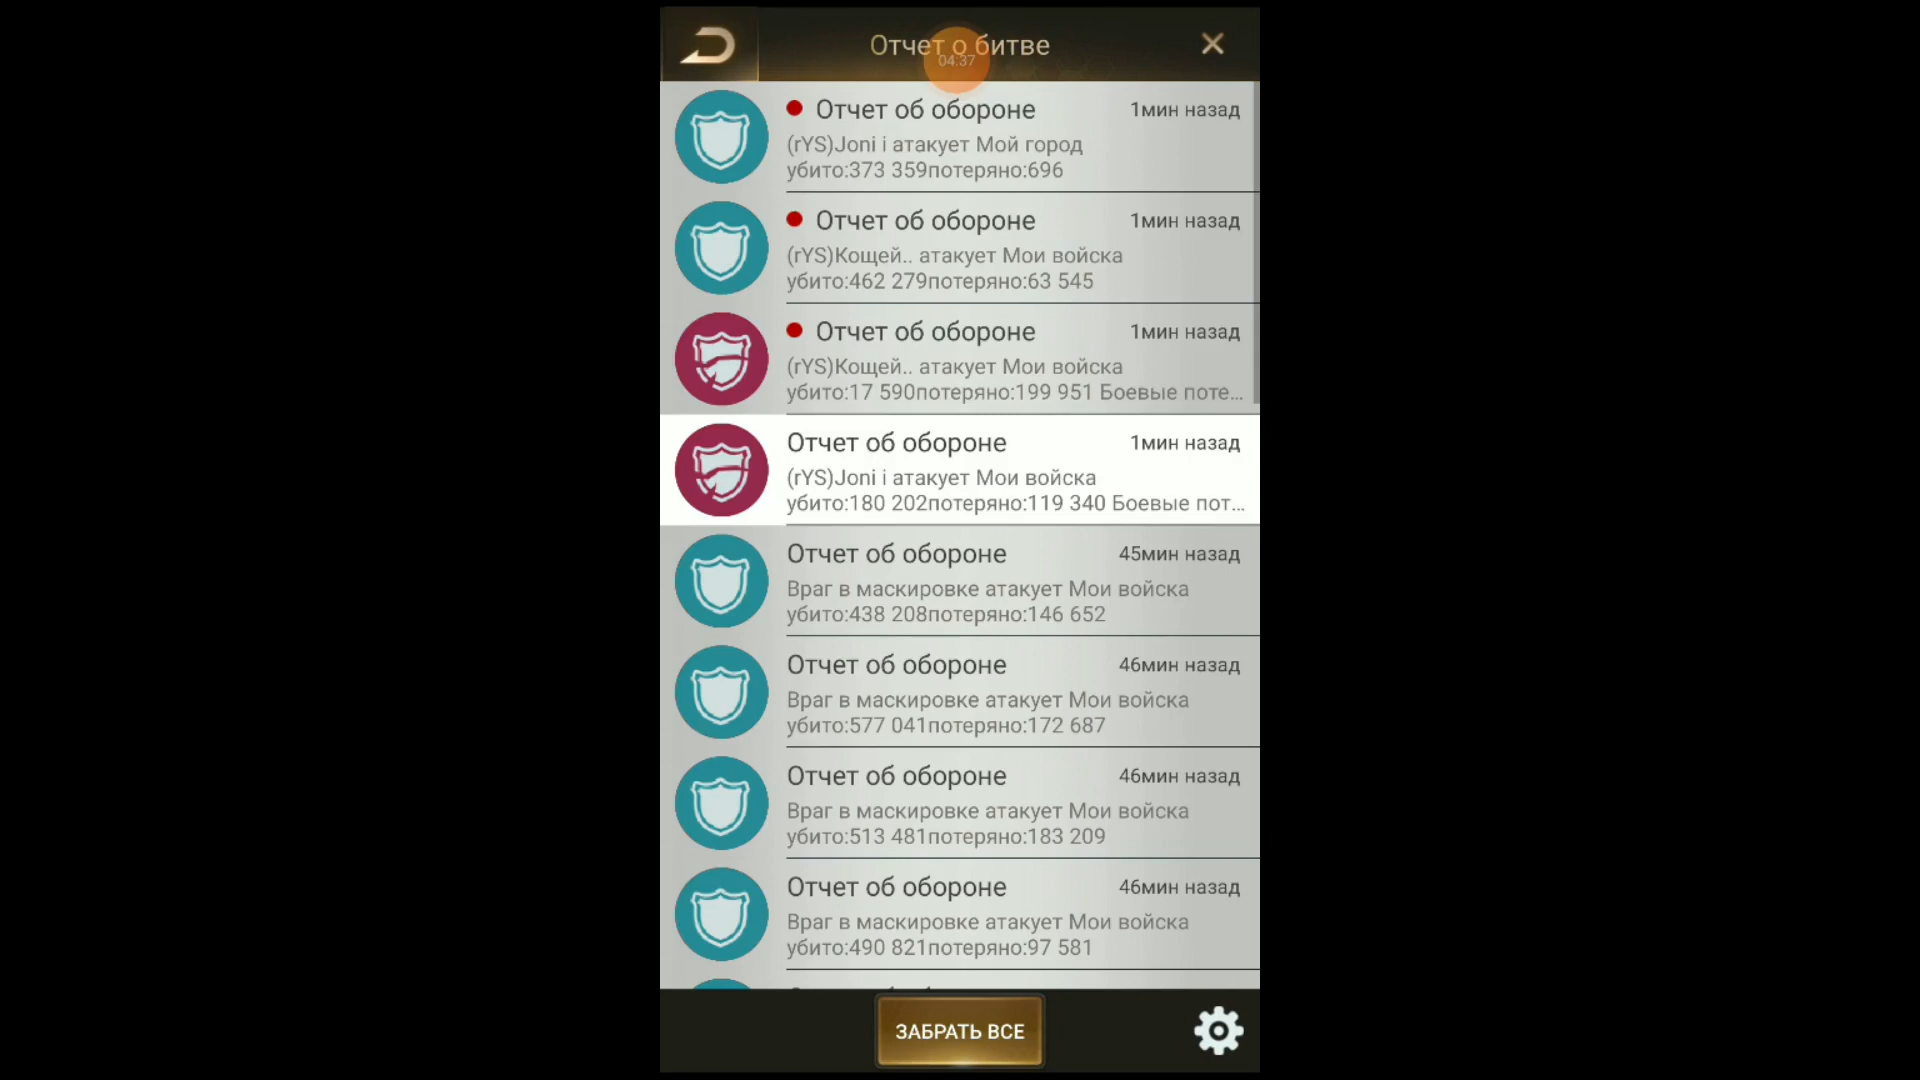 Отчет о битве
04:37
Отчет об обороне 1мин назад
(rYS)Joni i атакует Мой город
убито:373 359потеряно:696
Отчет об обороне 1мин назад
(rYS)Кощей.. атакует Мои войска
убито:462 279потеряно:63 545
Отчет об обороне 1мин назад
(rYS)Кощей.. атакует Мои войска
убито:17 590потеряно:199 951 Боевые поте...
Отчет об обороне 1мин назад
(rYS)Joni i атакует Мои войска
убито:180 202потеряно:119 340 Боевые пот...
Отчет об обороне 45мин назад
Враг в маскировке атакует Мои войска
убито:438 208потеряно:146 652
Отчет об обороне 46мин назад
Враг в маскировке атакует Мои войска
убито:577 041потеряно:172 687
Отчет об обороне 46мин назад
Враг в маскировке атакует Мои войска
убито:513 481потеряно:183 209
Отчет об обороне 46мин назад
Враг в маскировке атакует Мои войска
убито:490 821потеряно:97 581
ЗАБРАТЬ ВСЕ